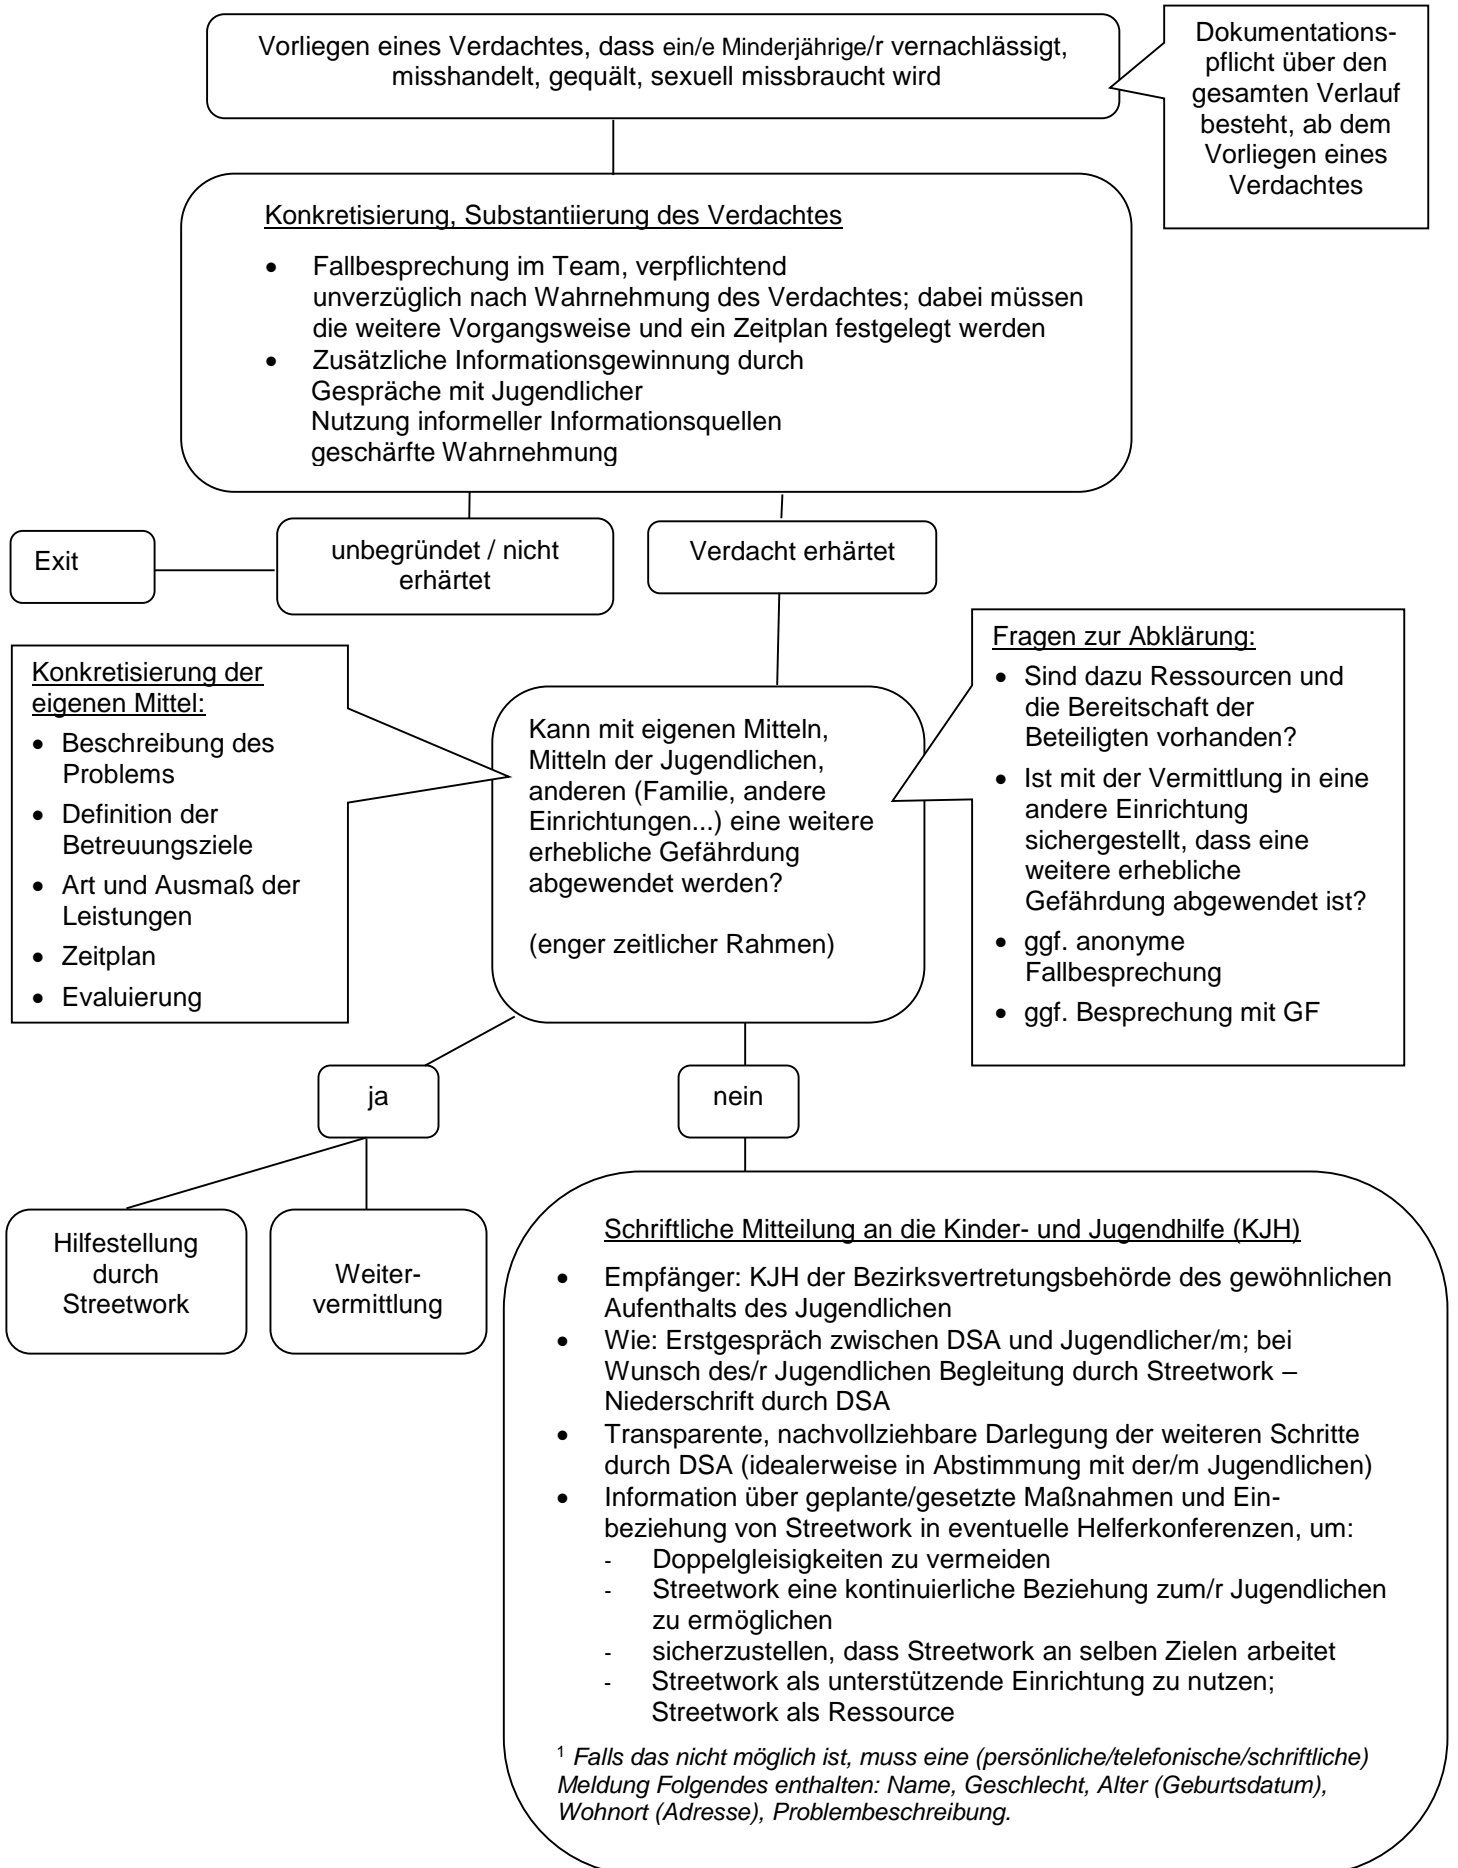 Vorliegen eines Verdachtes, dass ein/e Minderjährige/r vernachlässigt,
misshandelt, gequält, sexuell missbraucht wird
Dokumentations-
pflicht über den
gesamten Verlauf
besteht, ab dem
Vorliegen eines
Verdachtes
Konkretisierung, Substantiierung des Verdachtes
• Fallbesprechung im Team, verpflichtend
unverzüglich nach Wahrnehmung des Verdachtes; dabei müssen
die weitere Vorgangsweise und ein Zeitplan festgelegt werden
• Zusätzliche Informationsgewinnung durch
Gespräche mit Jugendlicher
Nutzung informeller Informationsquellen
geschärfte Wahrnehmung
Exit
unbegründet / nicht
erhärtet
Verdacht erhärtet
Konkretisierung der
eigenen Mittel:
• Beschreibung des
Problems
• Definition der
Betreuungsziele
• Art und Ausmaß der
Leistungen
• Zeitplan
• Evaluierung
Kann mit eigenen Mitteln,
Mitteln der Jugendlichen,
anderen (Familie, andere
Einrichtungen...) eine weitere
erhebliche Gefährdung
abgewendet werden?
(enger zeitlicher Rahmen)
Fragen zur Abklärung:
• Sind dazu Ressourcen und
die Bereitschaft der
Beteiligten vorhanden?
• Ist mit der Vermittlung in eine
andere Einrichtung
sichergestellt, dass eine
weitere erhebliche
Gefährdung abgewendet ist?
• ggf. anonyme
Fallbesprechung
• ggf. Besprechung mit GF
ja
nein
Hilfestellung
durch
Streetwork
Weiter-
vermittlung
Schriftliche Mitteilung an die Kinder- und Jugendhilfe (KJH)
• Empfänger: KJH der Bezirksvertretungsbehörde des gewöhnlichen
Aufenthalts des Jugendlichen
• Wie: Erstgespräch zwischen DSA und Jugendlicher/m; bei
Wunsch des/r Jugendlichen Begleitung durch Streetwork –
Niederschrift durch DSA
• Transparente, nachvollziehbare Darlegung der weiteren Schritte
durch DSA (idealerweise in Abstimmung mit der/m Jugendlichen)
• Information über geplante/gesetzte Maßnahmen und Ein-
beziehung von Streetwork in eventuelle Helferkonferenzen, um:
- Doppelgleisigkeiten zu vermeiden
- Streetwork eine kontinuierliche Beziehung zum/r Jugendlichen
zu ermöglichen
- sicherzustellen, dass Streetwork an selben Zielen arbeitet
- Streetwork als unterstützende Einrichtung zu nutzen;
Streetwork als Ressource
¹ Falls das nicht möglich ist, muss eine (persönliche/telefonische/schriftliche)
Meldung Folgendes enthalten: Name, Geschlecht, Alter (Geburtsdatum),
Wohnort (Adresse), Problembeschreibung.